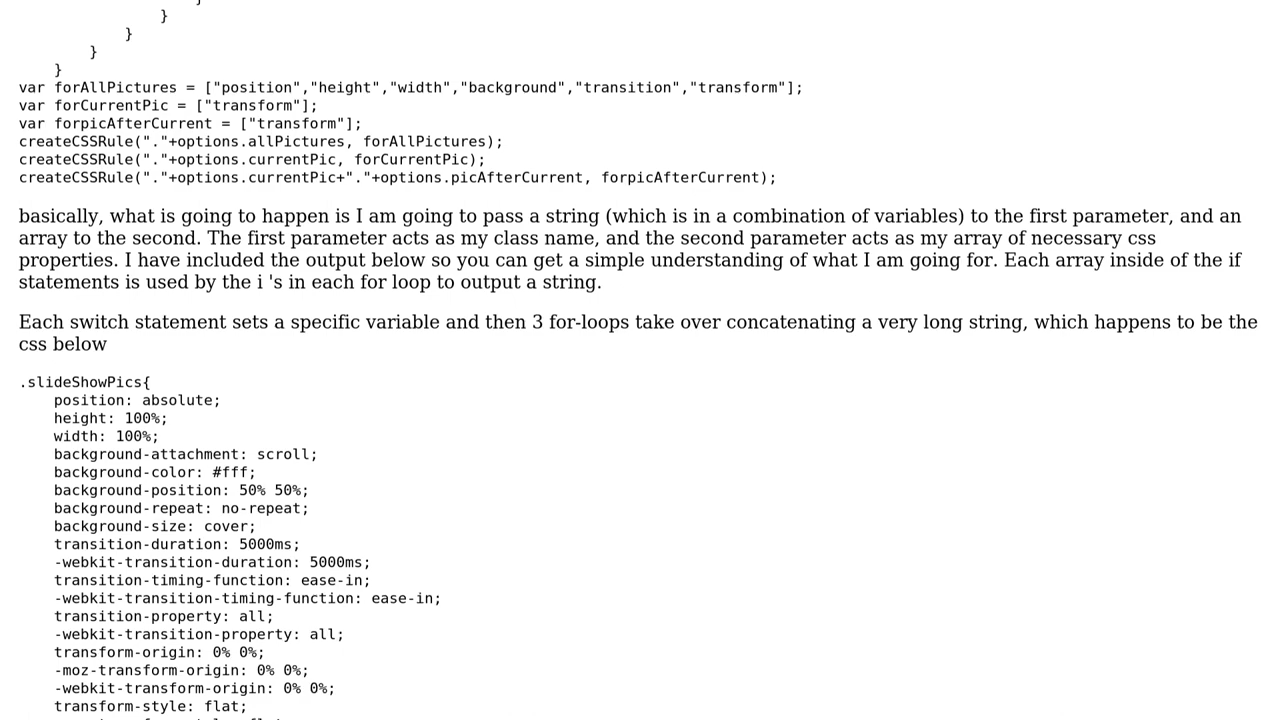 }
}
}
}
var forAllPictures = ["position","height","width","background","transition","transform"];
var forCurrentPic = ["transform"];
var forpicAfterCurrent = ["transform"];
createCSSRule("."+options.allPictures, forAllPictures);
createCSSRule("."+options.currentPic, forCurrentPic);
createCSSRule("."+options.currentPic+"."+options.picAfterCurrent, forpicAfterCurrent);
basically, what is going to happen is I am going to pass a string (which is in a combination of variables) to the first parameter, and an
array to the second. The first parameter acts as my class name, and the second parameter acts as my array of necessary css
properties. I have included the output below so you can get a simple understanding of what I am going for. Each array inside of the if
statements is used by the i 's in each for loop to output a string.
Each switch statement sets a specific variable and then 3 for-loops take over concatenating a very long string, which happens to be the
css below
.slideShowPics{
position: absolute;
height: 100%;
width: 100%;
background-attachment: scroll;
background-color: #fff;
background-position: 50% 50%;
background-repeat: no-repeat;
background-size: cover;
transition-duration: 5000ms;
-webkit-transition-duration: 5000ms;
transition-timing-function: ease-in;
-webkit-transition-timing-function: ease-in;
transition-property: all;
-webkit-transition-property: all;
transform-origin: 0% 0%;
-moz-transform-origin: 0% 0%;
-webkit-transform-origin: 0% 0%;
transform-style: flat;